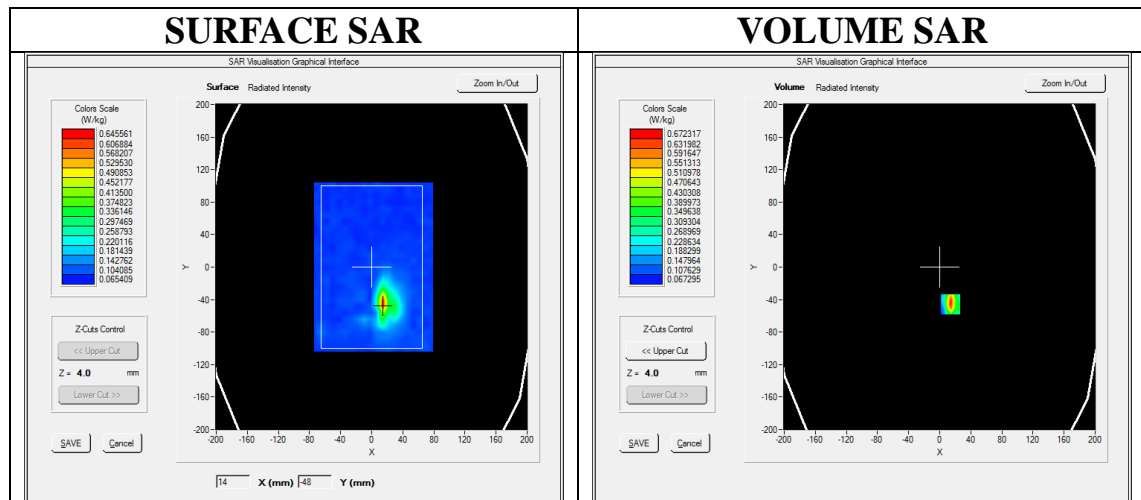 SURFACE SAR
VOLUME SAR
SAR Visualisation Graphical Interface
Surface Radiated Intensity
Zoom In/Out
Colors Scale
(W/kg)
0.645561
0.606884
0.568207
0.529530
0.490853
0.452177
0.413500
0.374823
0.336146
0.297469
0.258793
0.220116
0.181439
0.142762
0.104085
0.065409
Z-Cuts Control
<< Upper Cut
Z = 4.0 mm
Lower Cut >>
SAVE Cancel
200
160
120
80
40
0
-40
-80
-120
-160
-200
Y
-200 -160 -120 -80 -40 0 40 80 120 160 200
X
14 X (mm) -48 Y (mm)
SAR Visualisation Graphical Interface
Volume Radiated Intensity
Zoom In/Out
Colors Scale
(W/kg)
0.672317
0.631982
0.591647
0.551313
0.510978
0.470643
0.430308
0.389973
0.349638
0.309304
0.268969
0.228634
0.188299
0.147964
0.107629
0.067295
Z-Cuts Control
<< Upper Cut
Z = 4.0 mm
Lower Cut >>
SAVE Cancel
200
160
120
80
40
0
-40
-80
-120
-160
-200
Y
-200 -160 -120 -80 -40 0 40 80 120 160 200
X